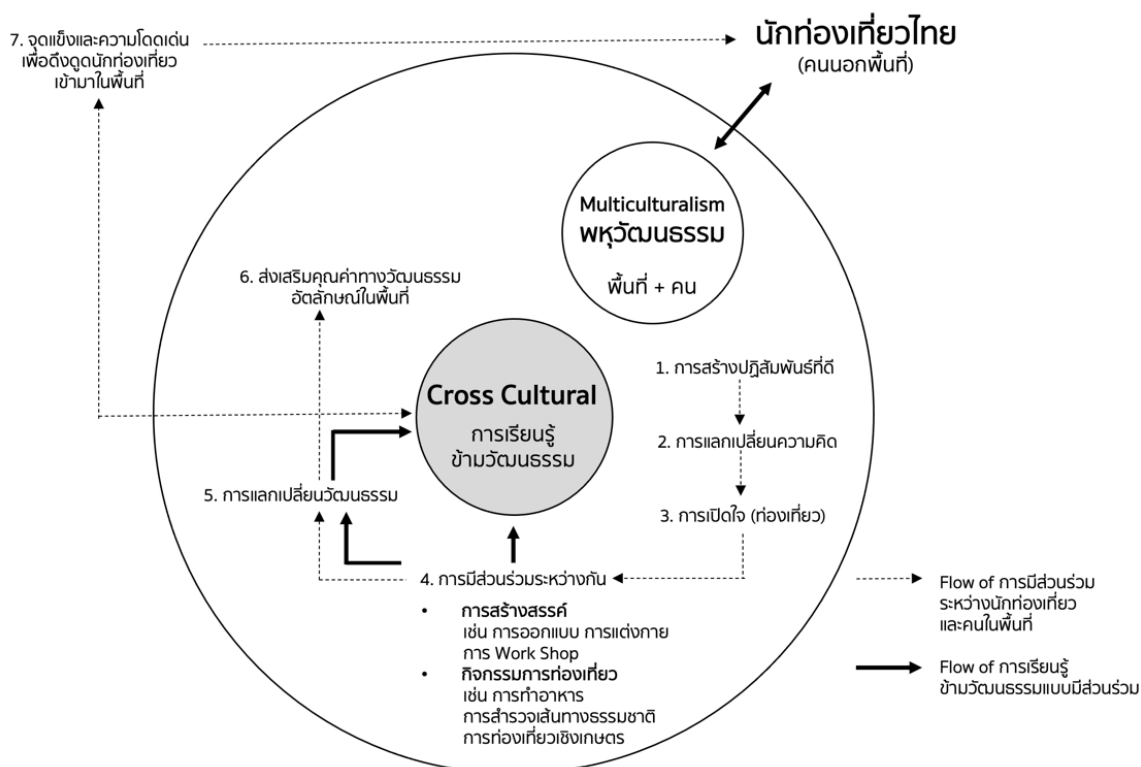 7. จุดแข็งและความโดดเด่น
เพื่อดึงดูดนักท่องเที่ยว
เข้ามาในพื้นที่
นักท่องเที่ยวไทย
(คนนอกพื้นที่)
Multiculturalism
พหุวัฒนธรรม
พื้นที่ + คน
6. ส่งเสริมคุณค่าทางวัฒนธรรม
อัตลักษณ์ในพื้นที่
Cross Cultural
การเรียนรู้
ข้ามวัฒนธรรม
1. การสร้างปฏิสัมพันธ์ที่ดี
2. การแลกเปลี่ยนความคิด
3. การเปิดใจ (ท่องเที่ยว)
5. การแลกเปลี่ยนวัฒนธรรม
4. การมีส่วนร่วมระหว่างกัน
• การสร้างสรรค์
เช่น การออกแบบ การแต่งกาย
การ Work Shop
• กิจกรรมการท่องเที่ยว
เช่น การทำอาหาร
การสำรวจเส้นทางธรรมชาติ
การท่องเที่ยวเชิงเกษตร
Flow of การมีส่วนร่วม
ระหว่างนักท่องเที่ยว
และคนในพื้นที่
Flow of การเรียนรู้
ข้ามวัฒนธรรมแบบมีส่วนร่วม